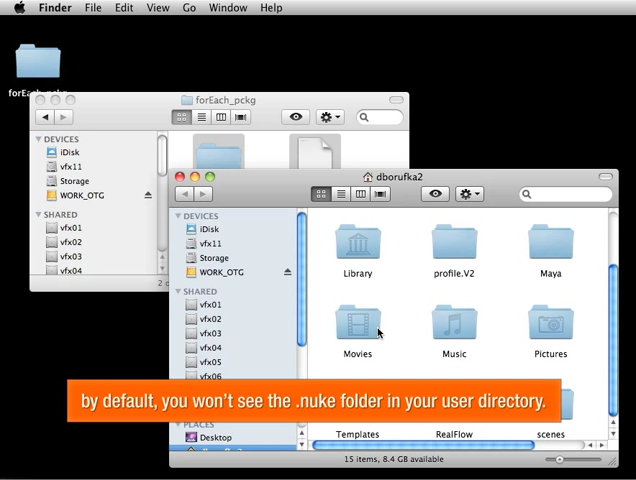 Finder File Edit View Go Window Help
forEach_pckg
DEVICES
iDisk
vfx11
Storage
WORK_OTG
SHARED
vfx01
vfx02
vfx03
vfx04
dborufka2
DEVICES
iDisk
vfx11
Storage
WORK_OTG
SHARED
vfx01
vfx02
vfx03
vfx04
vfx05
vfx06
PLACES
Desktop
Library profile.V2 Maya
Movies Music Pictures
by default, you won't see the .nuke folder in your user directory.
Templates RealFlow scenes
15 items, 8.4 GB available